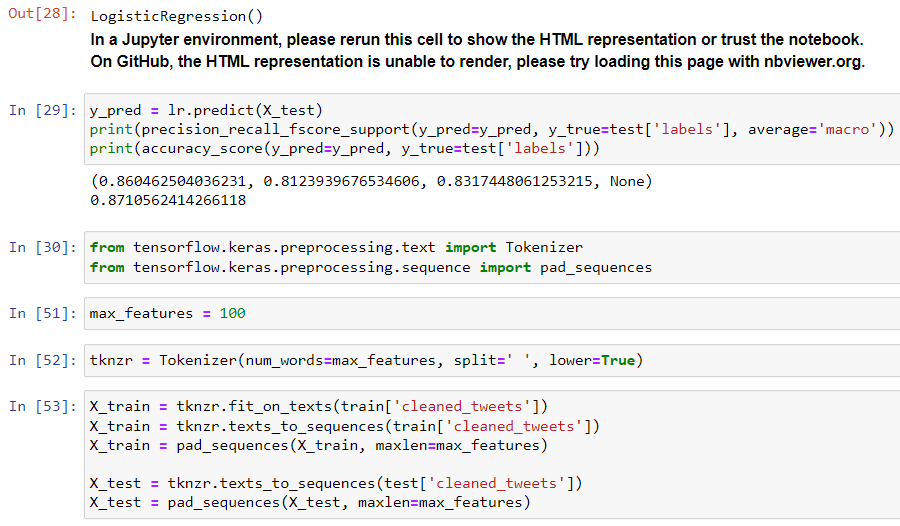 Out[28]: LogisticRegression()
In a Jupyter environment, please rerun this cell to show the HTML representation or trust the notebook.
On GitHub, the HTML representation is unable to render, please try loading this page with nbviewer.org.
In [29]: y_pred = lr.predict(X_test)
print(precision_recall_fscore_support(y_pred=y_pred, y_true=test['labels'], average='macro'))
print(accuracy_score(y_pred=y_pred, y_true=test['labels']))
(0.860462504036231, 0.8123939676534606, 0.8317448061253215, None)
0.8710562414266118
In [30]: from tensorflow.keras.preprocessing.text import Tokenizer
from tensorflow.keras.preprocessing.sequence import pad_sequences
In [51]: max_features = 100
In [52]: tknzr = Tokenizer(num_words=max_features, split=' ', lower=True)
In [53]: X_train = tknzr.fit_on_texts(train['cleaned_tweets'])
X_train = tknzr.texts_to_sequences(train['cleaned_tweets'])
X_train = pad_sequences(X_train, maxlen=max_features)
X_test = tknzr.texts_to_sequences(test['cleaned_tweets'])
X_test = pad_sequences(X_test, maxlen=max_features)